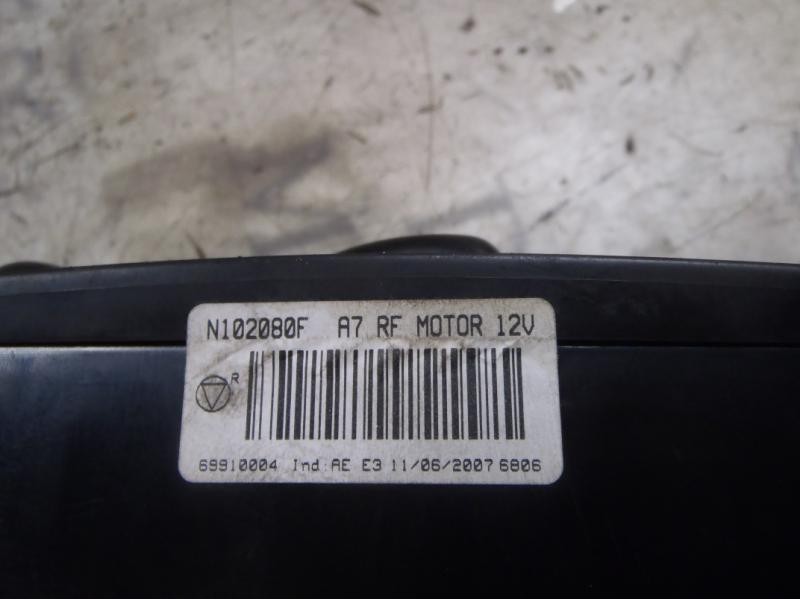 N102080F A7 RF MOTOR 12V
R
69910004 Ind:AE E3 11/06/2007 6806